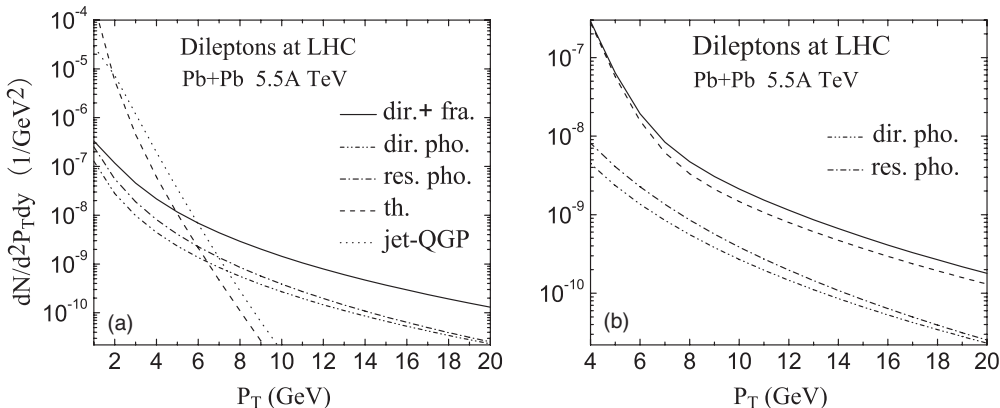 dN/d²P_Tdy (1/GeV²)
10⁻⁴
10⁻⁵
10⁻⁶
10⁻⁷
10⁻⁸
10⁻⁹
10⁻¹⁰
Dileptons at LHC
Pb+Pb 5.5A TeV
dir.+ fra.
dir. pho.
res. pho.
th.
jet-QGP
(a)
2 4 6 8 10 12 14 16 18 20
P_T (GeV)
10⁻⁷
10⁻⁸
10⁻⁹
10⁻¹⁰
Dileptons at LHC
Pb+Pb 5.5A TeV
dir. pho.
res. pho.
(b)
4 6 8 10 12 14 16 18 20
P_T (GeV)